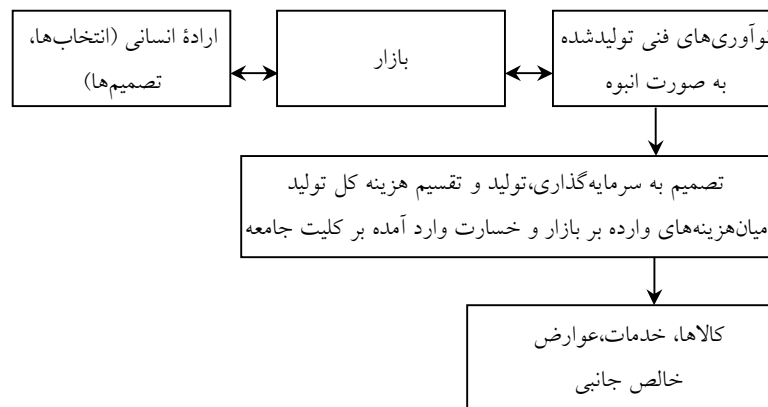 نوآوری‌های فنی تولیدشده
به صورت انبوه
بازار
ارادهٔ انسانی (انتخاب‌ها،
تصمیم‌ها)
تصمیم به سرمایه‌گذاری،تولید و تقسیم هزینه کل تولید
میان‌هزینه‌های وارده بر بازار و خسارت وارد آمده بر کلیت جامعه
کالاها، خدمات،عوارض
خالص جانبی